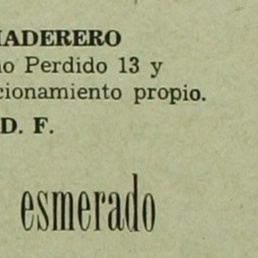 MADERERO
no Perdido 13 y
cionamiento propio.
D. F.
esmerado